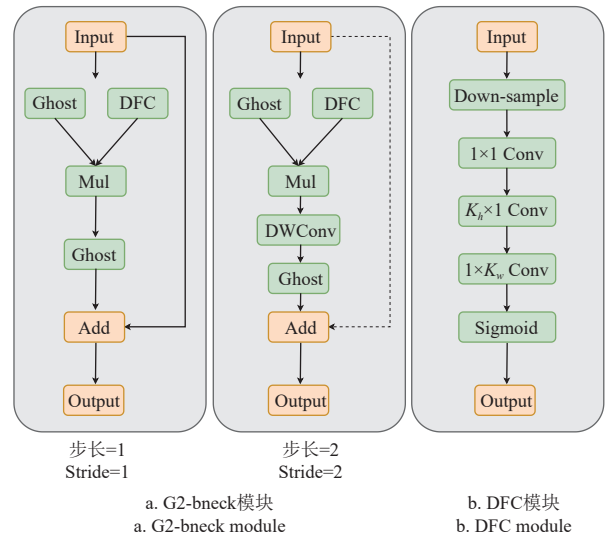 Input
Ghost
DFC
Mul
Ghost
Add
Output
步长=1
Stride=1
Input
Ghost
DFC
Mul
DWConv
Ghost
Add
Output
步长=2
Stride=2
a. G2-bneck模块
a. G2-bneck module
Input
Down-sample
1×1 Conv
Kh×1 Conv
1×Kw Conv
Sigmoid
Output
b. DFC模块
b. DFC module